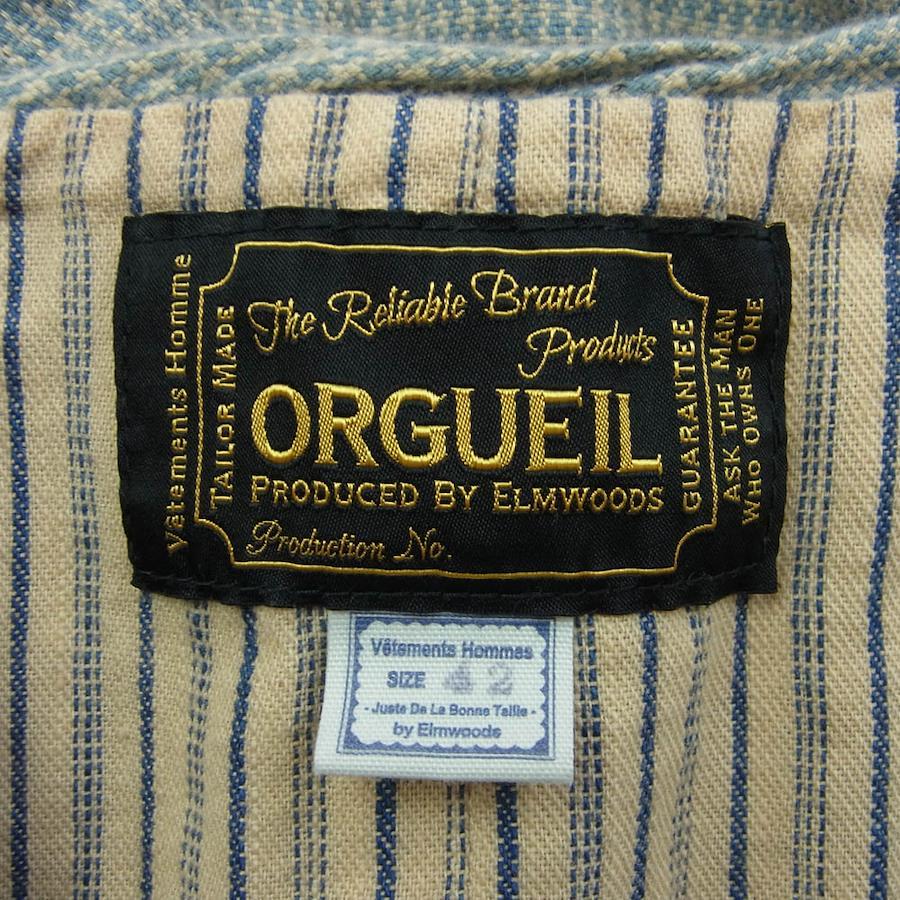 Vêtements Homme
TAILOR MADE
The Reliable Brand
Products
ORGUEIL
PRODUCED BY ELMWOODS
Production No.
GUARANTEE
ASK THE MAN
WHO OWNS ONE
Vêtements Hommes
SIZE 42
- Juste De La Bonne Taille -
by Elmwoods